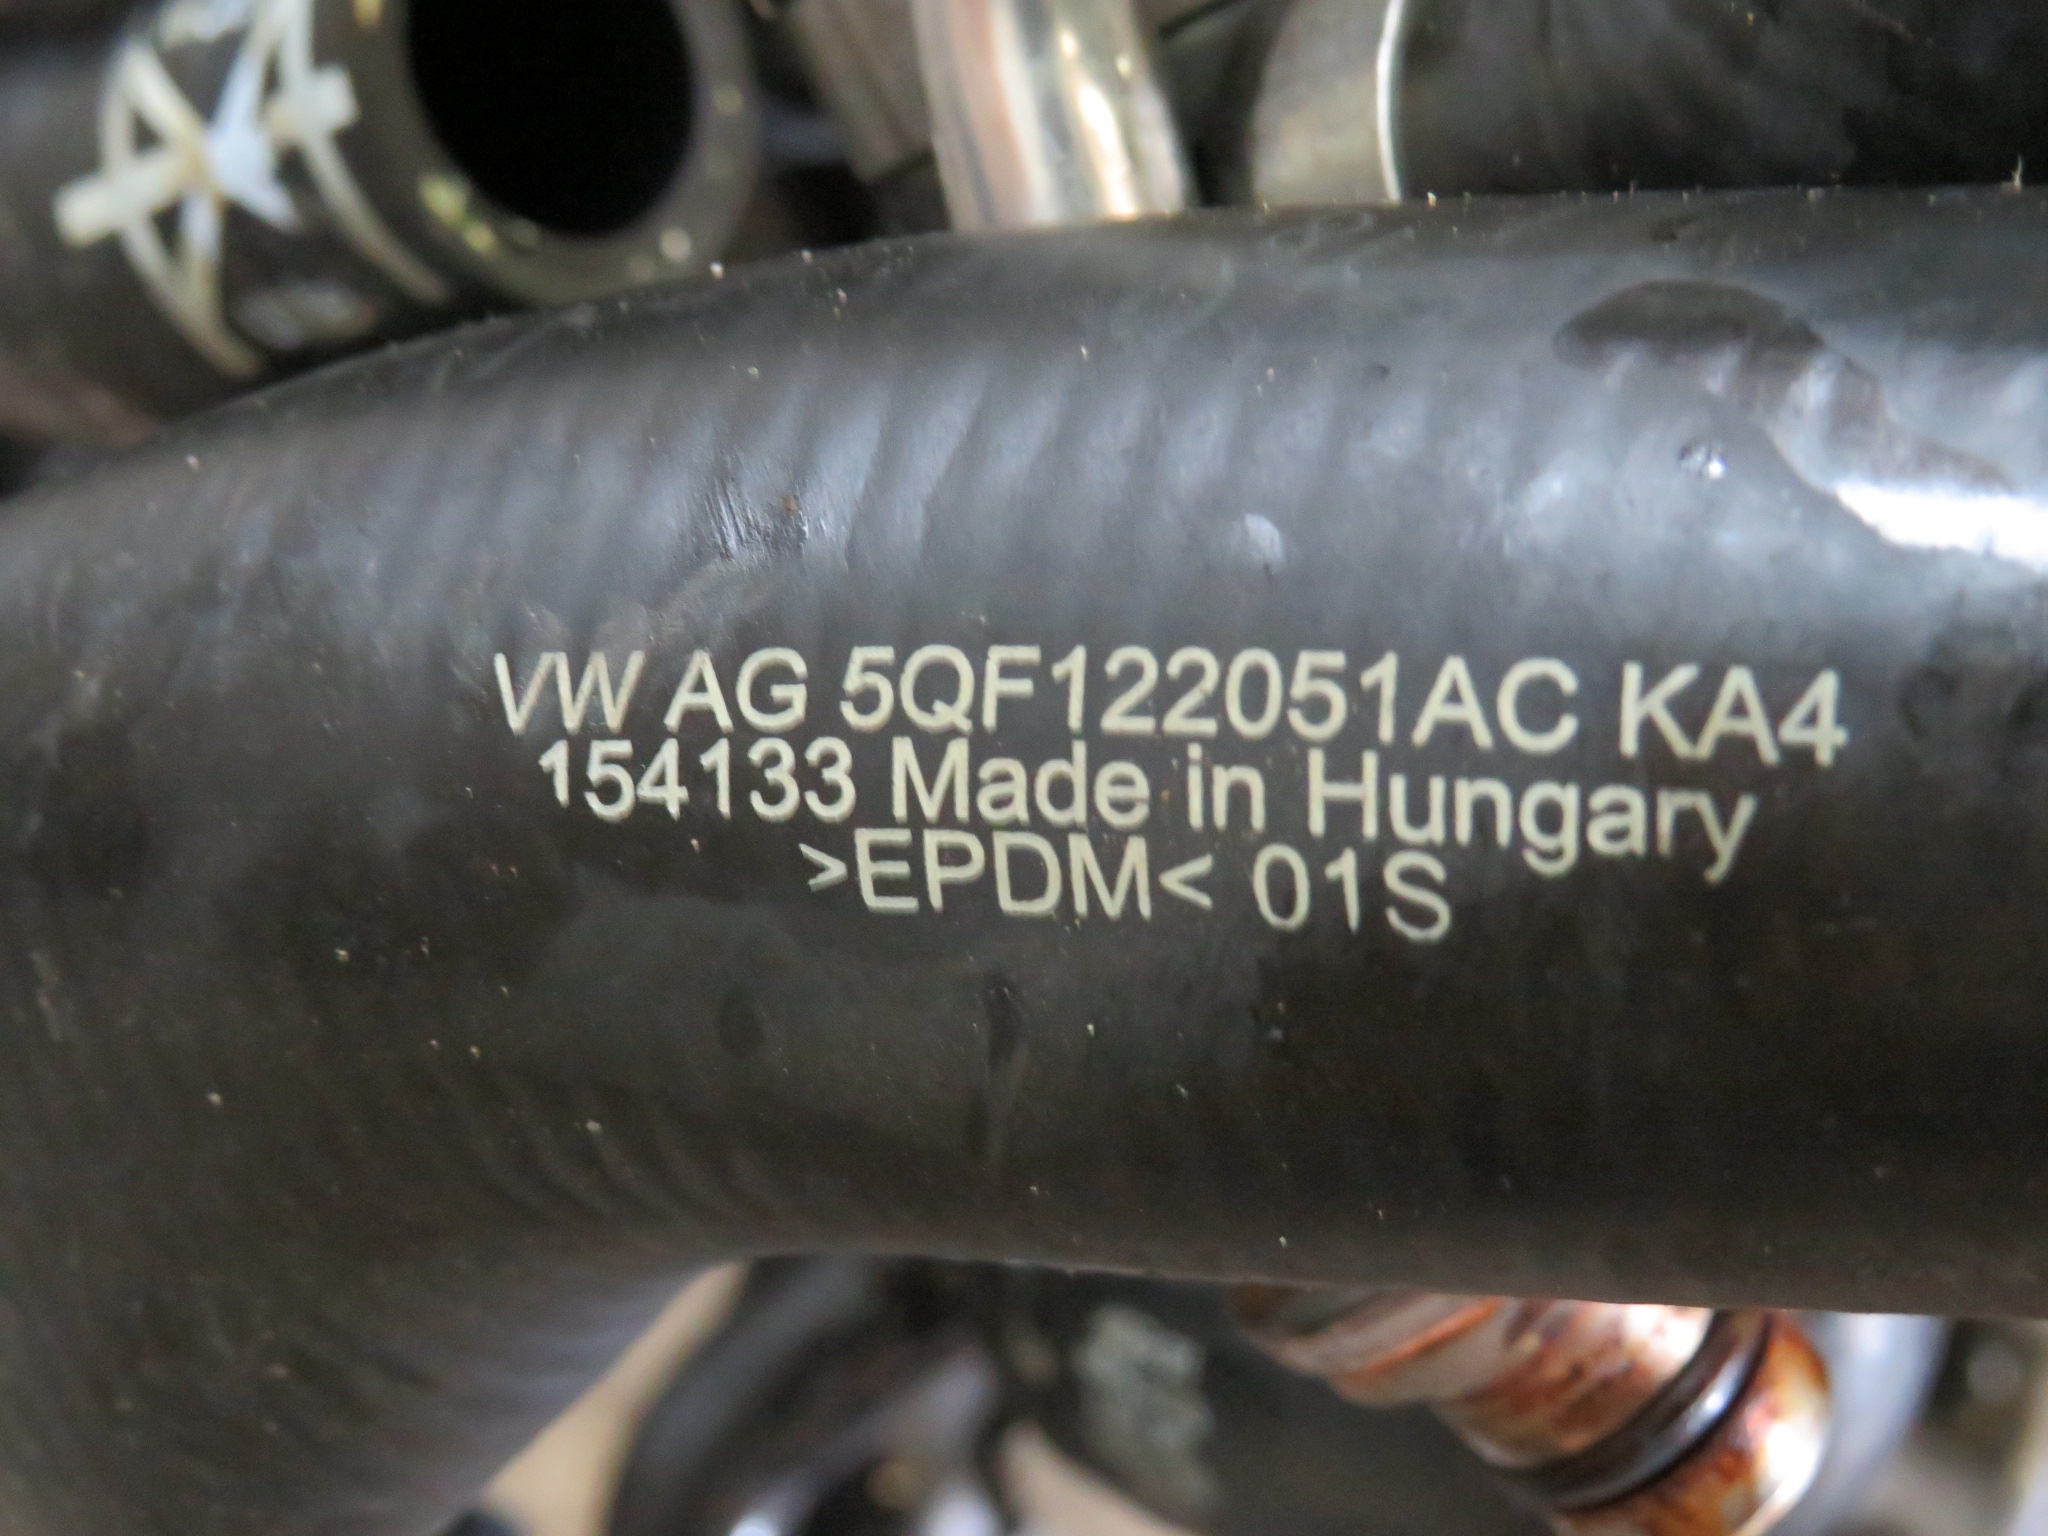 VW AG 5QF122051AC KA4
154133 Made in Hungary
>EPDM< 01S